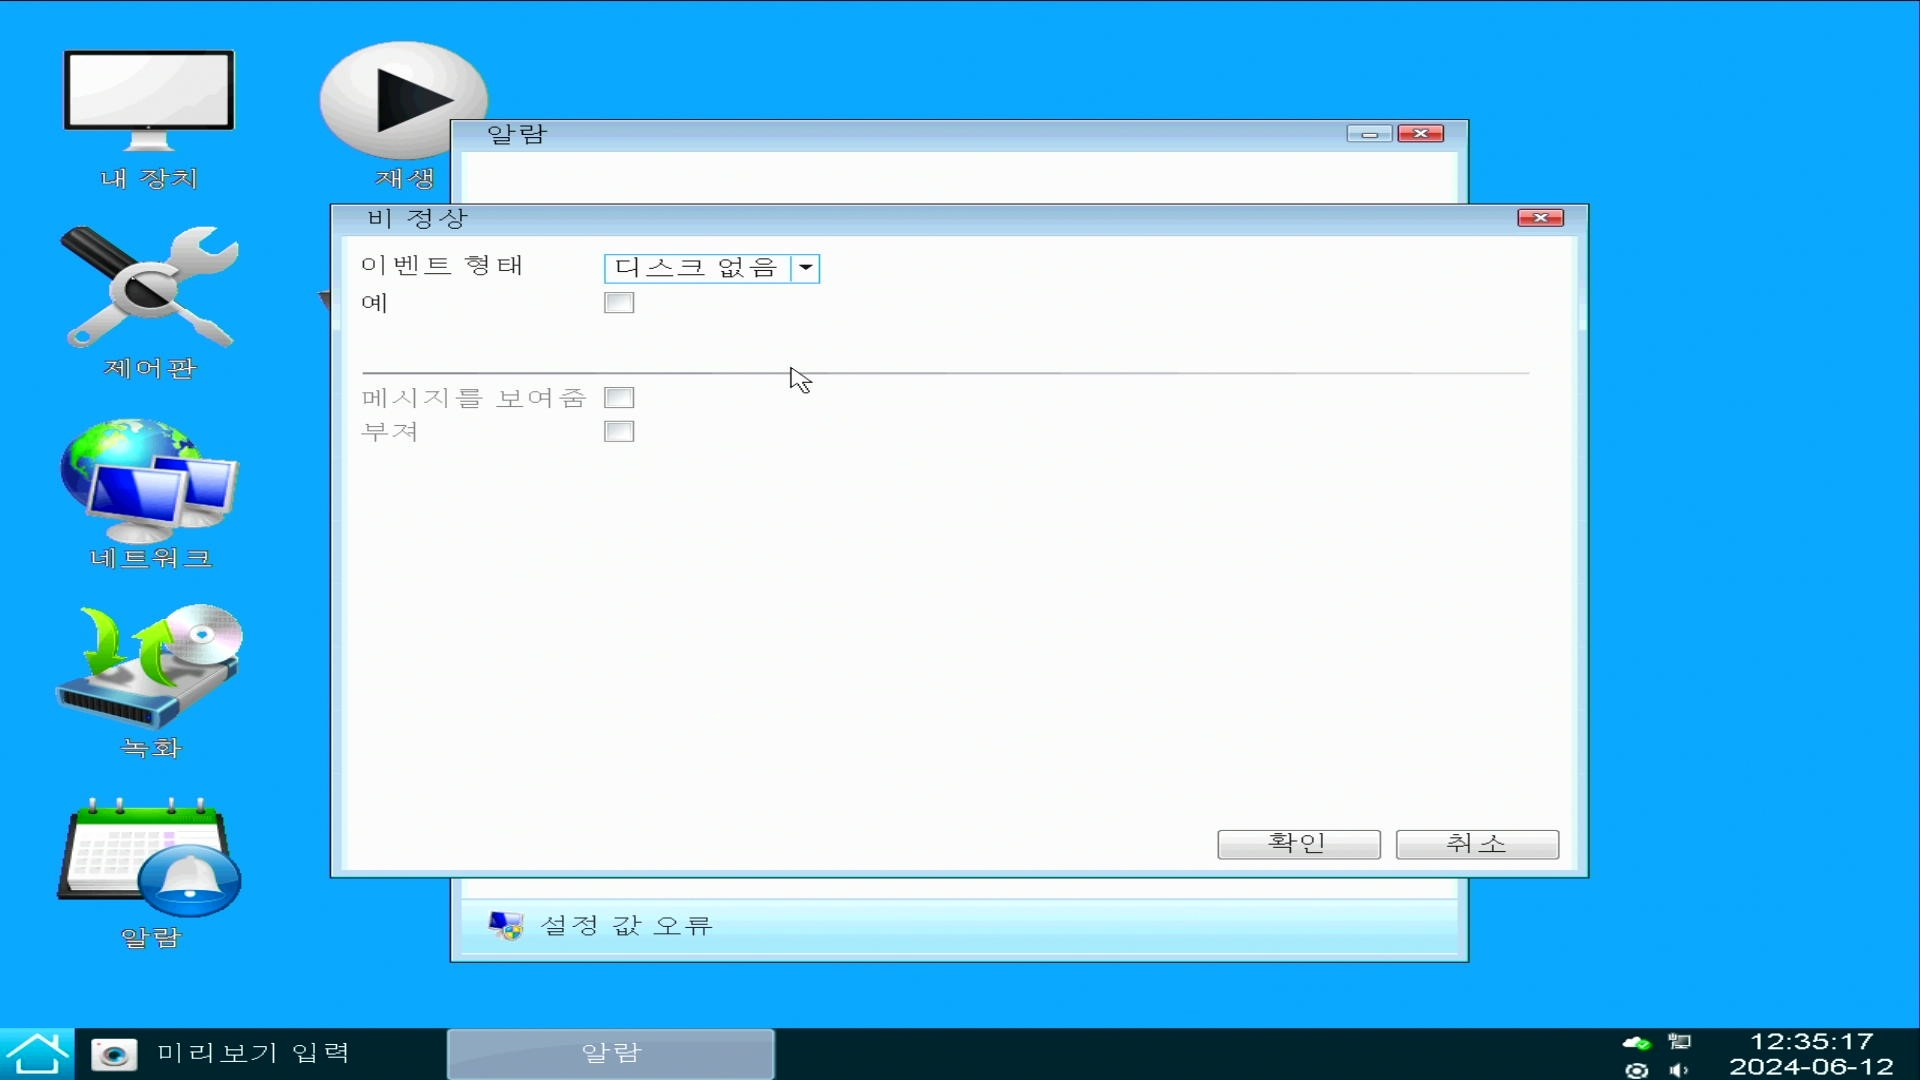 내 장치
재생
제어판
네트워크
녹화
알람
알람
비 정상
이벤트 형태
디스크 없음
예
메시지를 보여줌
부져
확인
취소
설정 값 오류
미리보기 입력
알람
12:35:17
2024-06-12